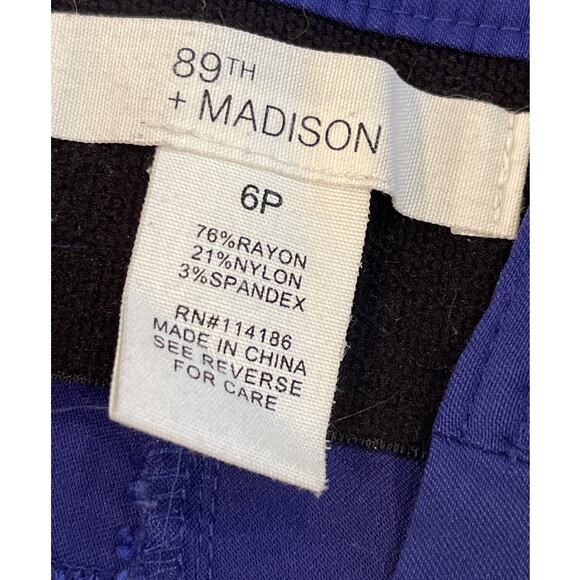 89TH
+ MADISON
6P
76%RAYON
21%NYLON
3%SPANDEX
RN#114186
MADE IN CHINA
SEE REVERSE
FOR CARE